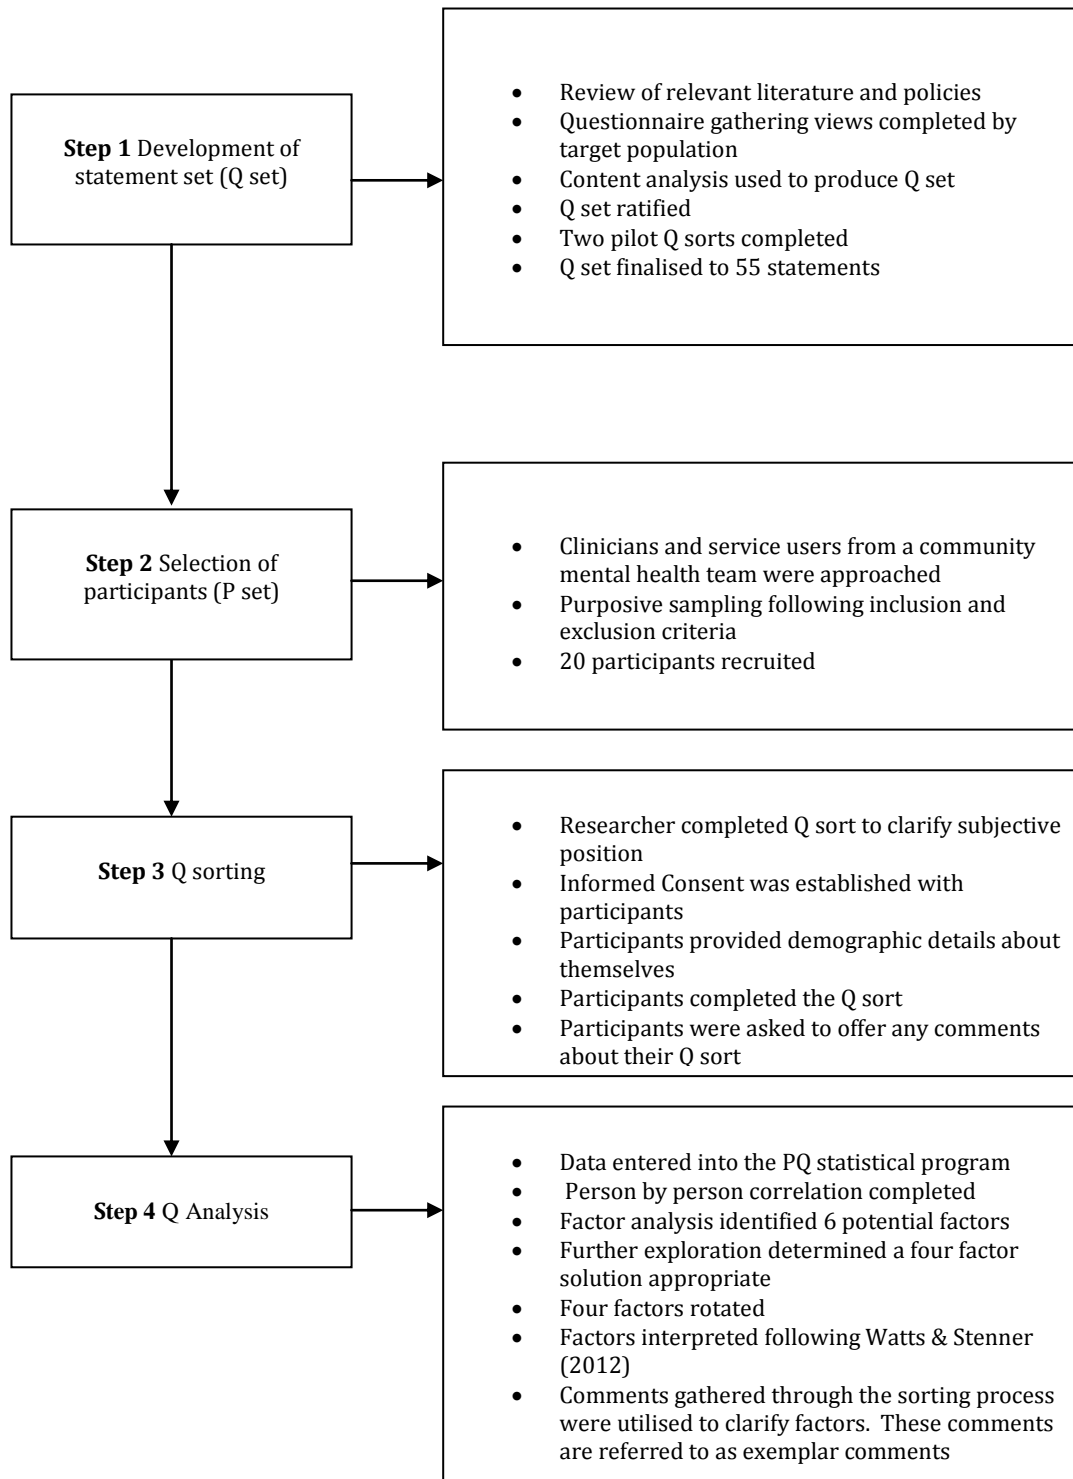 Step 1 Development of
statement set (Q set)
• Review of relevant literature and policies
• Questionnaire gathering views completed by
target population
• Content analysis used to produce Q set
• Q set ratified
• Two pilot Q sorts completed
• Q set finalised to 55 statements
Step 2 Selection of
participants (P set)
• Clinicians and service users from a community
mental health team were approached
• Purposive sampling following inclusion and
exclusion criteria
• 20 participants recruited
Step 3 Q sorting
• Researcher completed Q sort to clarify subjective
position
• Informed Consent was established with
participants
• Participants provided demographic details about
themselves
• Participants completed the Q sort
• Participants were asked to offer any comments
about their Q sort
Step 4 Q Analysis
• Data entered into the PQ statistical program
• Person by person correlation completed
• Factor analysis identified 6 potential factors
• Further exploration determined a four factor
solution appropriate
• Four factors rotated
• Factors interpreted following Watts & Stenner
(2012)
• Comments gathered through the sorting process
were utilised to clarify factors.  These comments
are referred to as exemplar comments